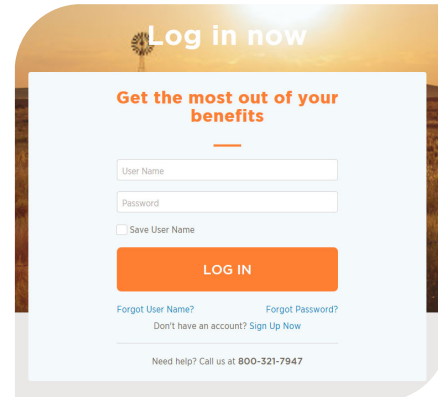 Log in now
Get the most out of your
benefits
User Name
Password
Save User Name
LOG IN
Forgot User Name? Forgot Password?
Don't have an account? Sign Up Now
Need help? Call us at 800-321-7947